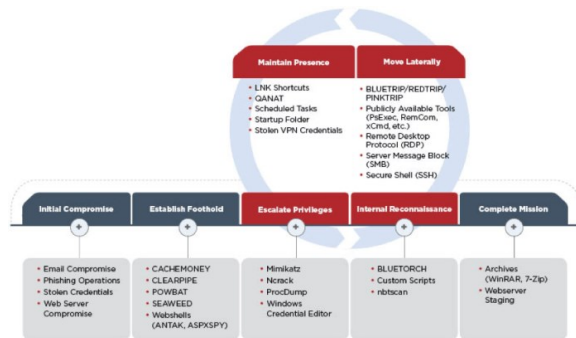 Maintain Presence
• LNK Shortcuts
• QANAT
• Scheduled Tasks
• Startup Folder
• Stolen VPN Credentials
Move Laterally
• BLUETRIP/REDTRIP/
PINKTRIP
• Publicly Available Tools
(PsExec, RemCom,
xCmd, etc.)
• Remote Desktop
Protocol (RDP)
• Server Message Block
(SMB)
• Secure Shell (SSH)
Initial Compromise
• Email Compromise
• Phishing Operations
• Stolen Credentials
• Web Server
Compromise
Establish Foothold
• CACHEMONEY
• CLEARPIPE
• POWBAT
• SEAWEED
• Webshells
(ANTAK, ASPXSPY)
Escalate Privileges
• Mimikatz
• Ncrack
• ProcDump
• Windows
Credential Editor
Internal Reconnaissance
• BLUETORCH
• Custom Scripts
• nbtscan
Complete Mission
• Archives
(WinRAR, 7-Zip)
• Webserver
Staging